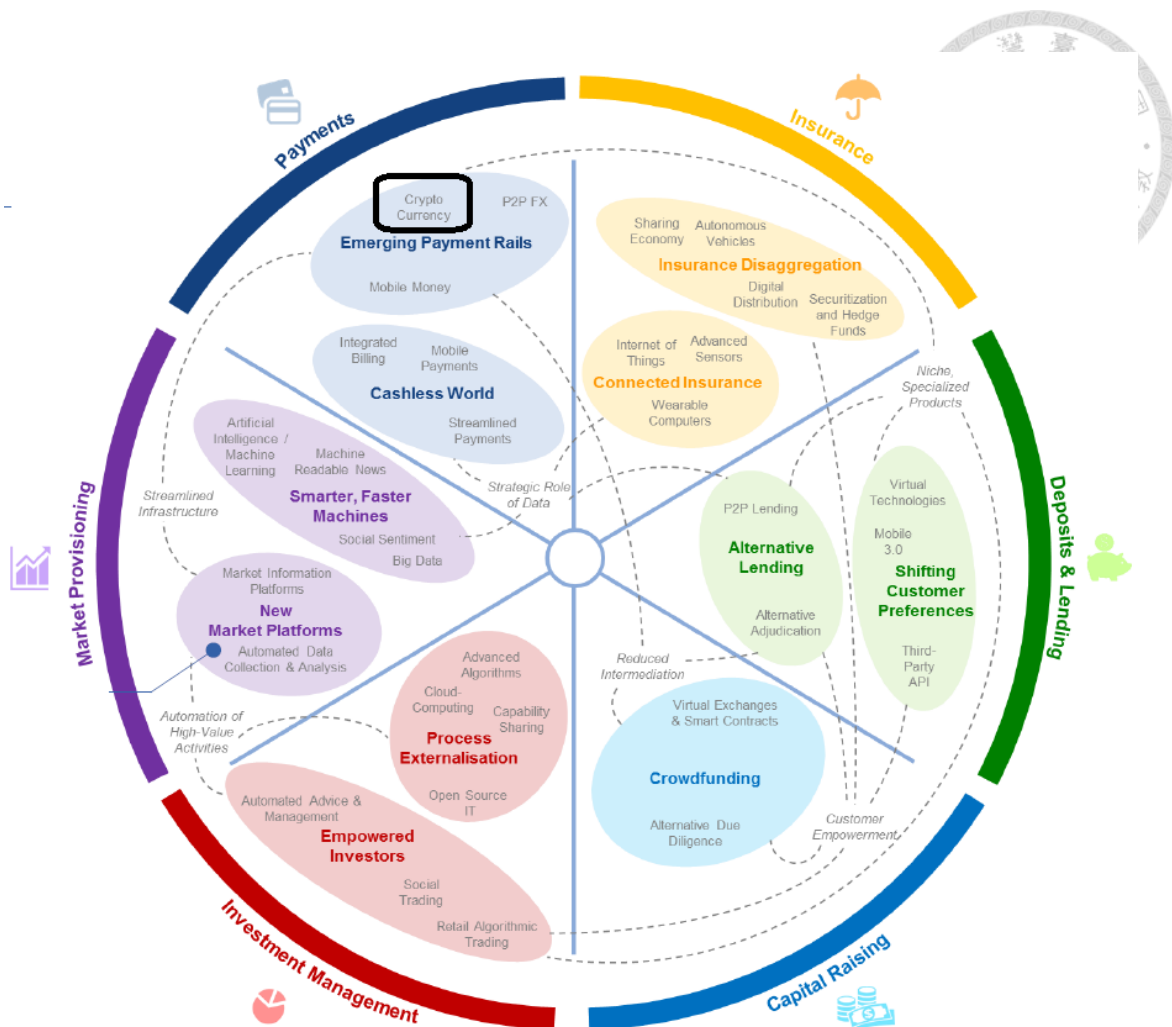 Payments
Insurance
Crypto
Currency
P2P FX
Emerging Payment Rails
Mobile Money
Sharing
Economy
Autonomous
Vehicles
Insurance Disaggregation
Digital
Distribution
Securitization
and Hedge
Funds
Integrated
Billing
Mobile
Payments
Cashless World
Streamlined
Payments
Internet of
Things
Advanced
Sensors
Connected Insurance
Wearable
Computers
Niche,
Specialized
Products
Artificial
Intelligence /
Machine
Learning
Machine
Readable News
Smarter, Faster
Machines
Social Sentiment
Big Data
Streamlined
Infrastructure
Strategic Role
of Data
Market Provisioning
Market Information
Platforms
New
Market Platforms
Automated Data
Collection & Analysis
P2P Lending
Alternative
Lending
Alternative
Adjudication
Virtual
Technologies
Mobile
3.0
Shifting
Customer
Preferences
Third-
Party
API
Deposits & Lending
Reduced
Intermediation
Automation of
High-Value
Activities
Advanced
Algorithms
Cloud-
Computing
Capability
Sharing
Process
Externalisation
Open Source
IT
Virtual Exchanges
& Smart Contracts
Crowdfunding
Alternative Due
Diligence
Customer
Empowerment
Automated Advice &
Management
Empowered
Investors
Social
Trading
Retail Algorithmic
Trading
Investment Management
Capital Raising